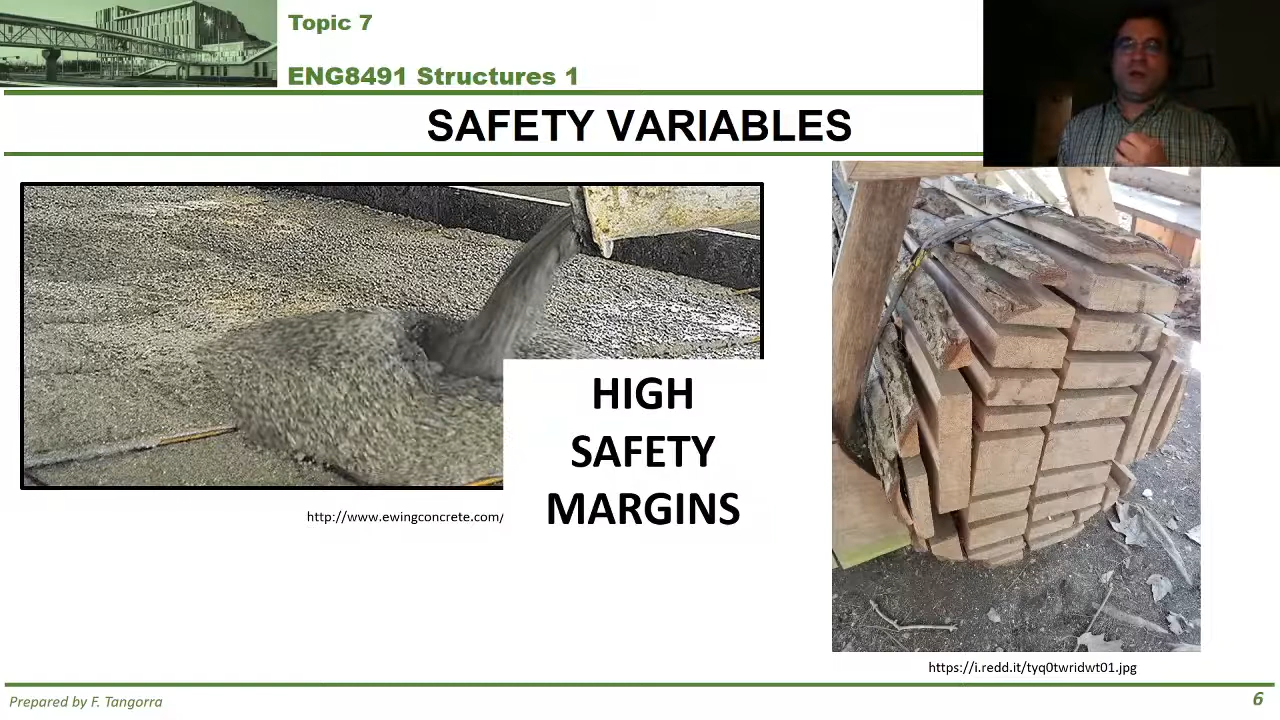 Topic 7
ENG8491 Structures 1
SAFETY VARIABLES
HIGH
SAFETY
MARGINS
http://www.ewingconcrete.com/
https://i.redd.it/tyq0twridwt01.jpg
Prepared by F. Tangorra
6